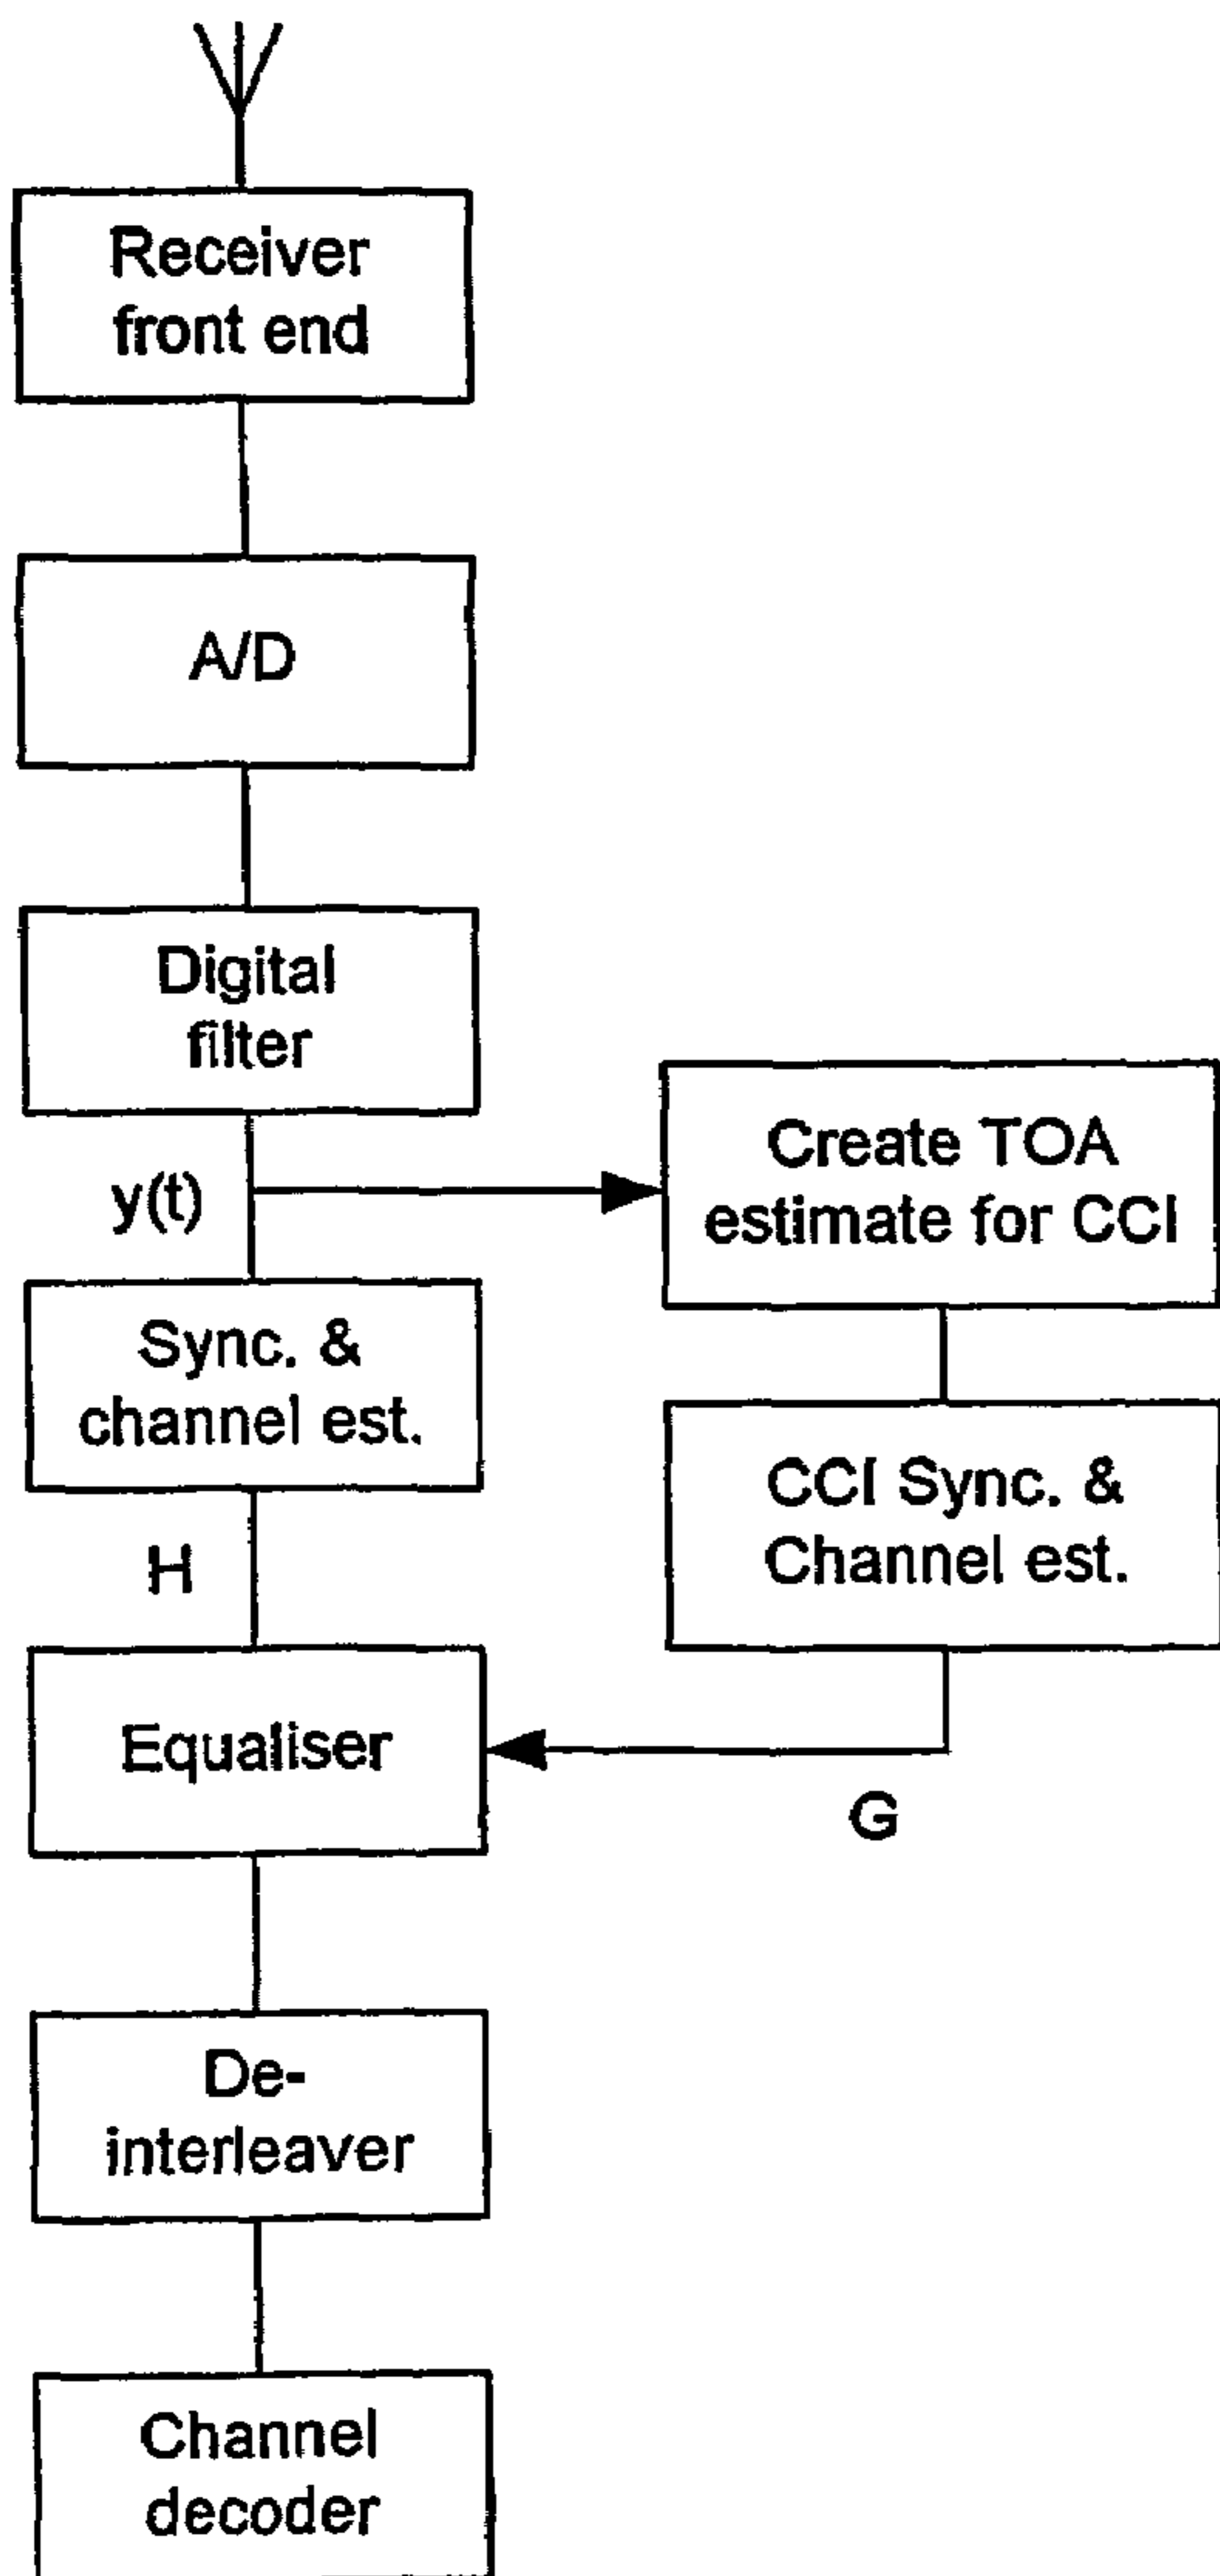 Receiver
front end
A/D
Digital
filter
y(t)
Create TOA
estimate for CCI
Sync. &
channel est.
CCI Sync. &
Channel est.
H
Equaliser
G
De-
interleaver
Channel
decoder